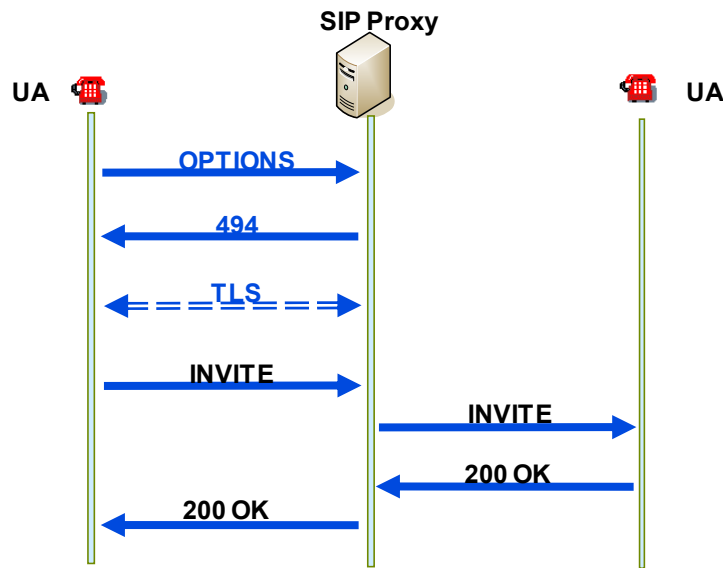 SIP Proxy
UA
UA
OPTIONS
494
TLS
INVITE
INVITE
200 OK
200 OK